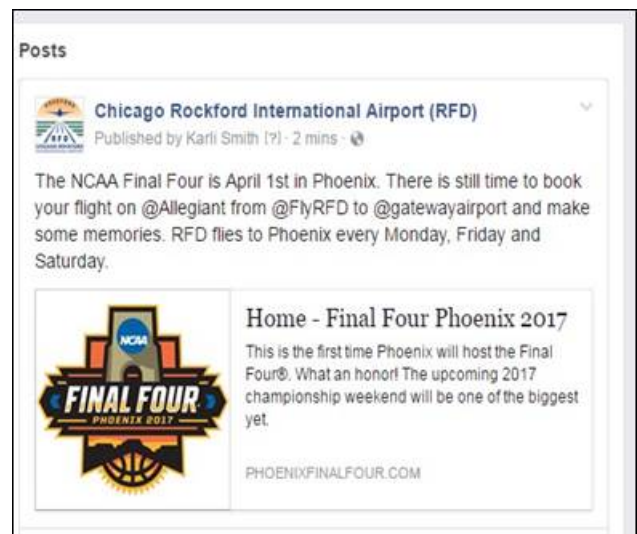 Posts
Chicago Rockford International Airport (RFD)
Published by Karli Smith [?] · 2 mins ·
The NCAA Final Four is April 1st in Phoenix. There is still time to book
your flight on @Allegiant from @FlyRFD to @gatewayairport and make
some memories. RFD flies to Phoenix every Monday, Friday and
Saturday.
NCAA
FINAL FOUR
PHOENIX 2017
Home - Final Four Phoenix 2017
This is the first time Phoenix will host the Final
Four®. What an honor! The upcoming 2017
championship weekend will be one of the biggest
yet.
PHOENIXFINALFOUR.COM